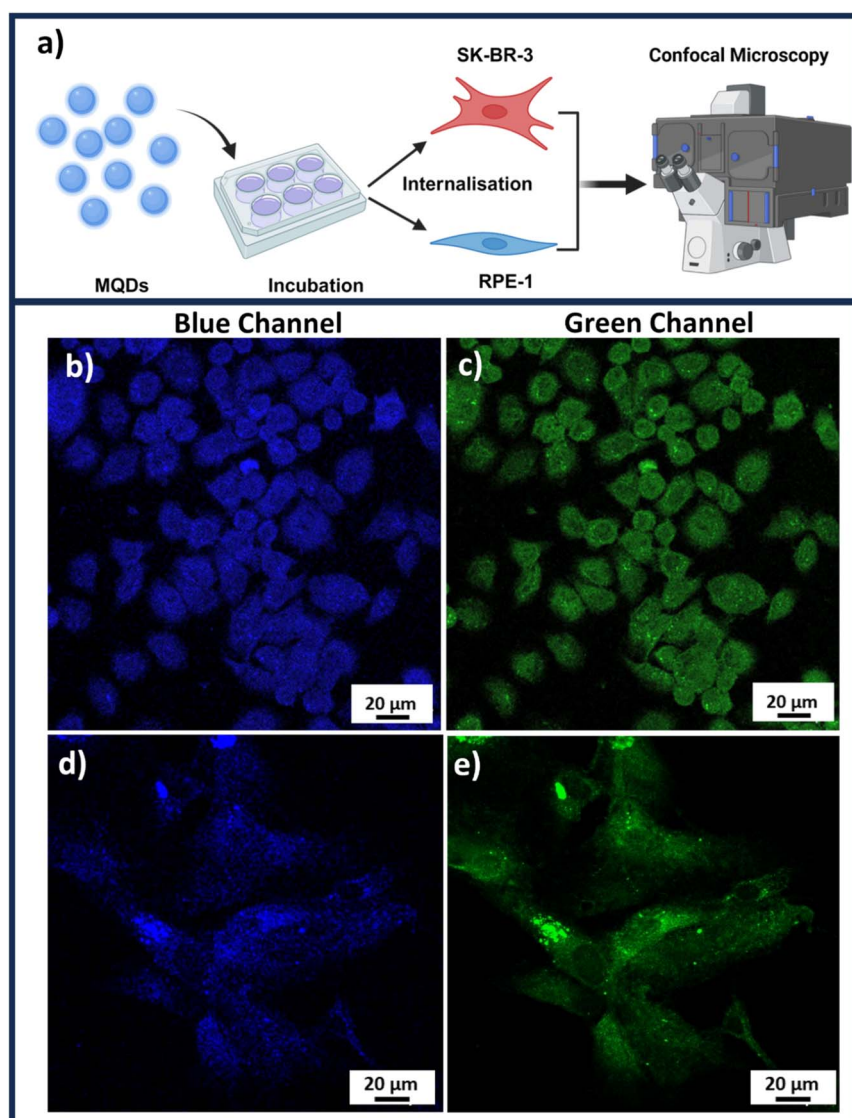 a)
SK-BR-3
Confocal Microscopy
Internalisation
MQDs
Incubation
RPE-1
Blue Channel
Green Channel
b)
c)
20 µm
20 µm
d)
e)
20 µm
20 µm